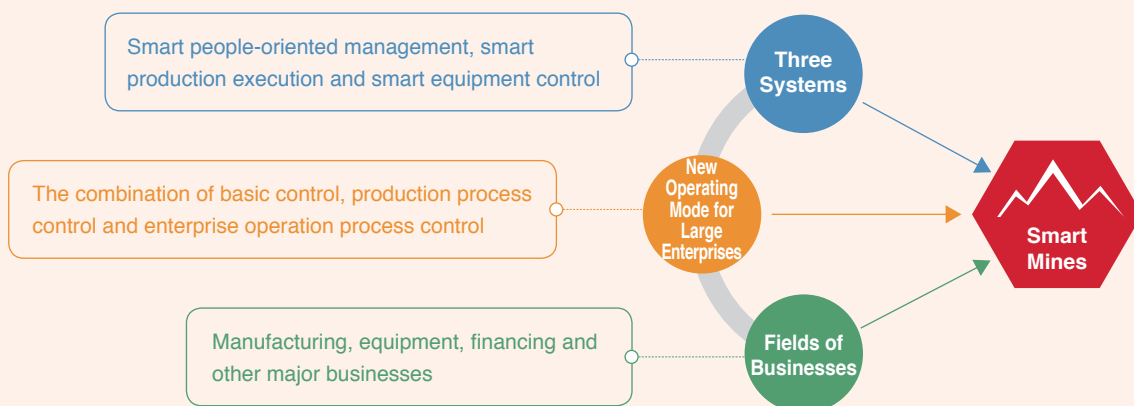 Smart people-oriented management, smart
production execution and smart equipment control
Three
Systems
The combination of basic control, production process
control and enterprise operation process control
New
Operating
Mode for
Large
Enterprises
Smart
Mines
Manufacturing, equipment, financing and
other major businesses
Fields of
Businesses